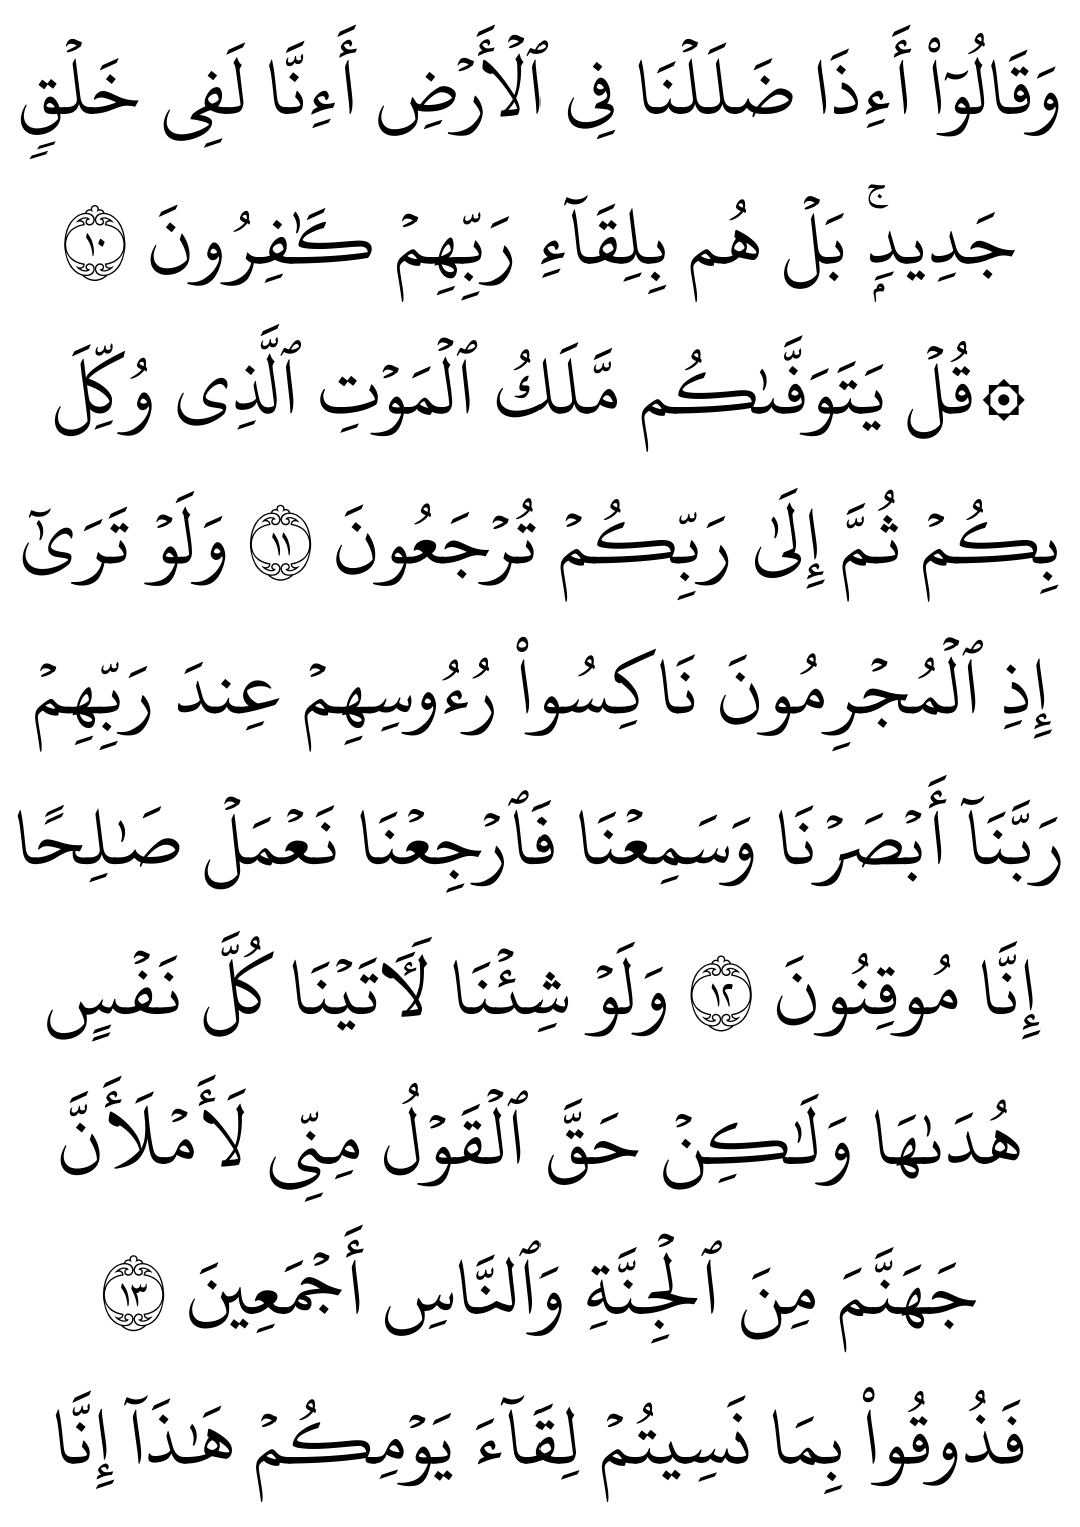 وَقَالُوٓا۟ أَءِذَا ضَلَلْنَا فِى ٱلْأَرْضِ أَءِنَّا لَفِى خَلْقٍۢ
جَدِيدٍۭ ۚ بَلْ هُم بِلِقَآءِ رَبِّهِمْ كَـٰفِرُونَ ١٠
۞ قُلْ يَتَوَفَّىٰكُم مَّلَكُ ٱلْمَوْتِ ٱلَّذِى وُكِّلَ
بِكُمْ ثُمَّ إِلَىٰ رَبِّكُمْ تُرْجَعُونَ ١١ وَلَوْ تَرَىٰٓ
إِذِ ٱلْمُجْرِمُونَ نَاكِسُوا۟ رُءُوسِهِمْ عِندَ رَبِّهِمْ
رَبَّنَآ أَبْصَرْنَا وَسَمِعْنَا فَٱرْجِعْنَا نَعْمَلْ صَـٰلِحًا
إِنَّا مُوقِنُونَ ١٢ وَلَوْ شِئْنَا لَـَٔاتَيْنَا كُلَّ نَفْسٍ
هُدَىٰهَا وَلَـٰكِنْ حَقَّ ٱلْقَوْلُ مِنِّى لَأَمْلَأَنَّ
جَهَنَّمَ مِنَ ٱلْجِنَّةِ وَٱلنَّاسِ أَجْمَعِينَ ١٣
فَذُوقُوا۟ بِمَا نَسِيتُمْ لِقَآءَ يَوْمِكُمْ هَـٰذَآ إِنَّا